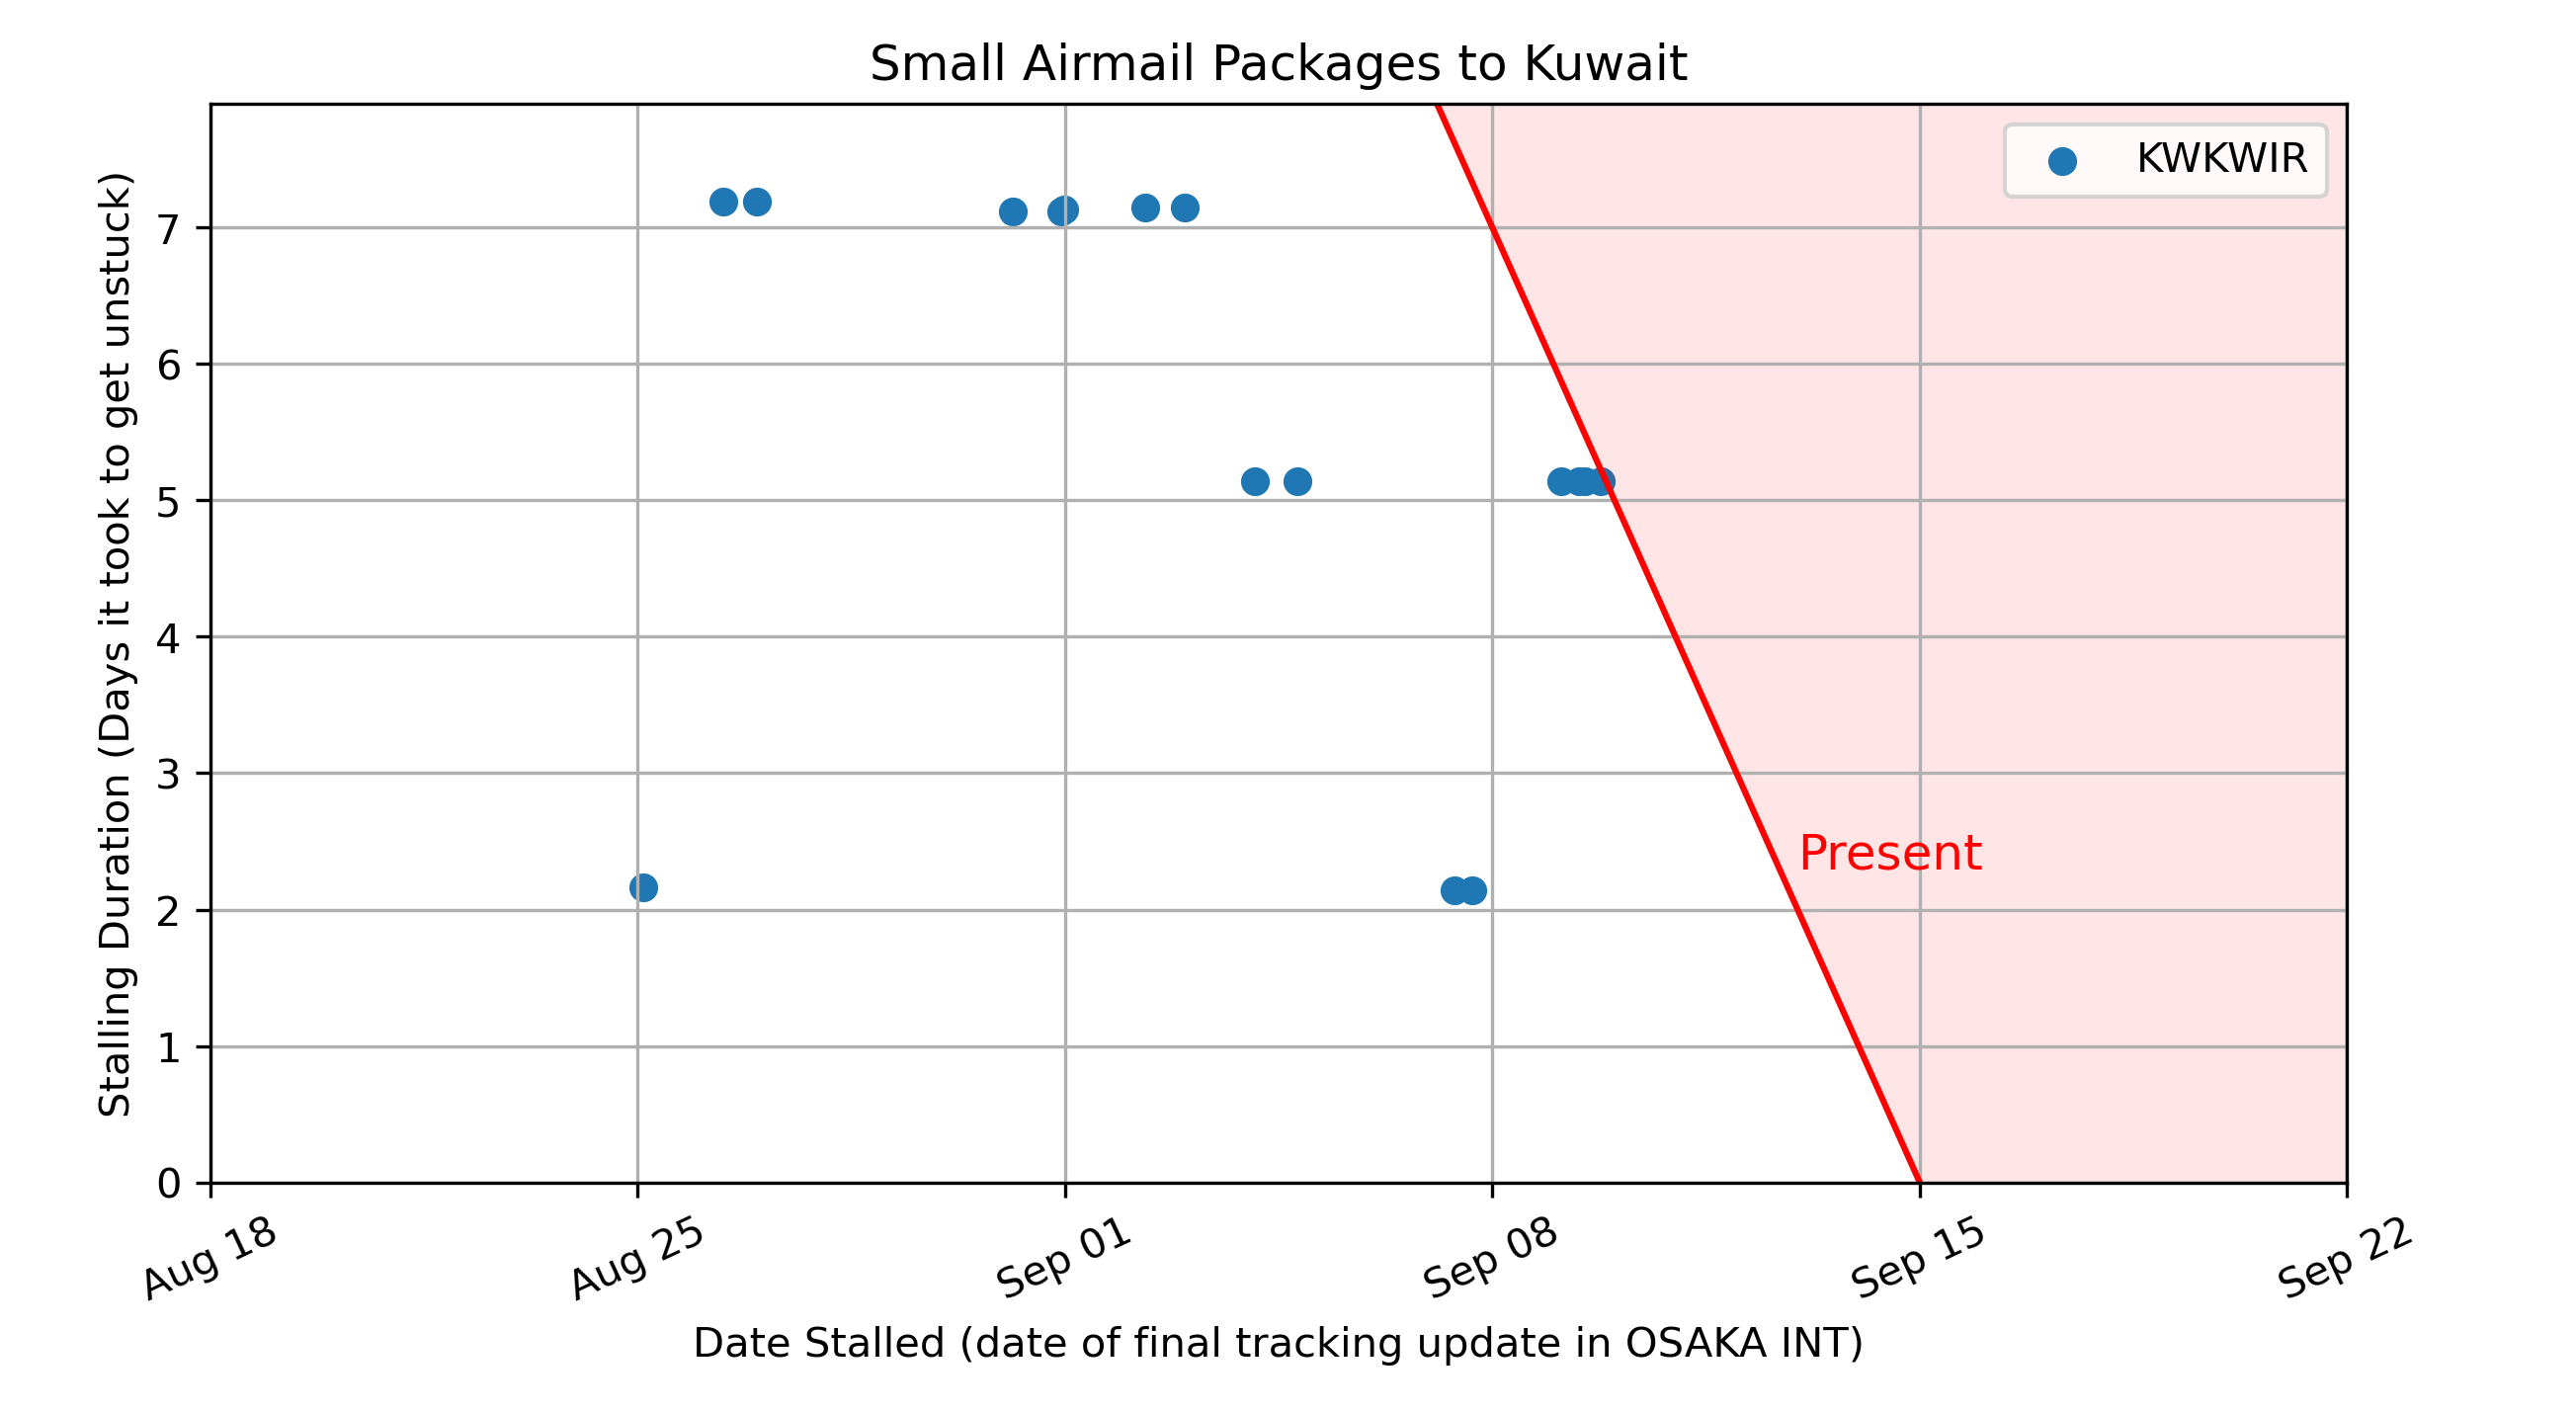 Small Airmail Packages to Kuwait
KWKWIR
Stalling Duration (Days it took to get unstuck)
7
6
5
4
3
2
1
0
Present
Aug 18
Aug 25
Sep 01
Sep 08
Sep 15
Sep 22
Date Stalled (date of final tracking update in OSAKA INT)